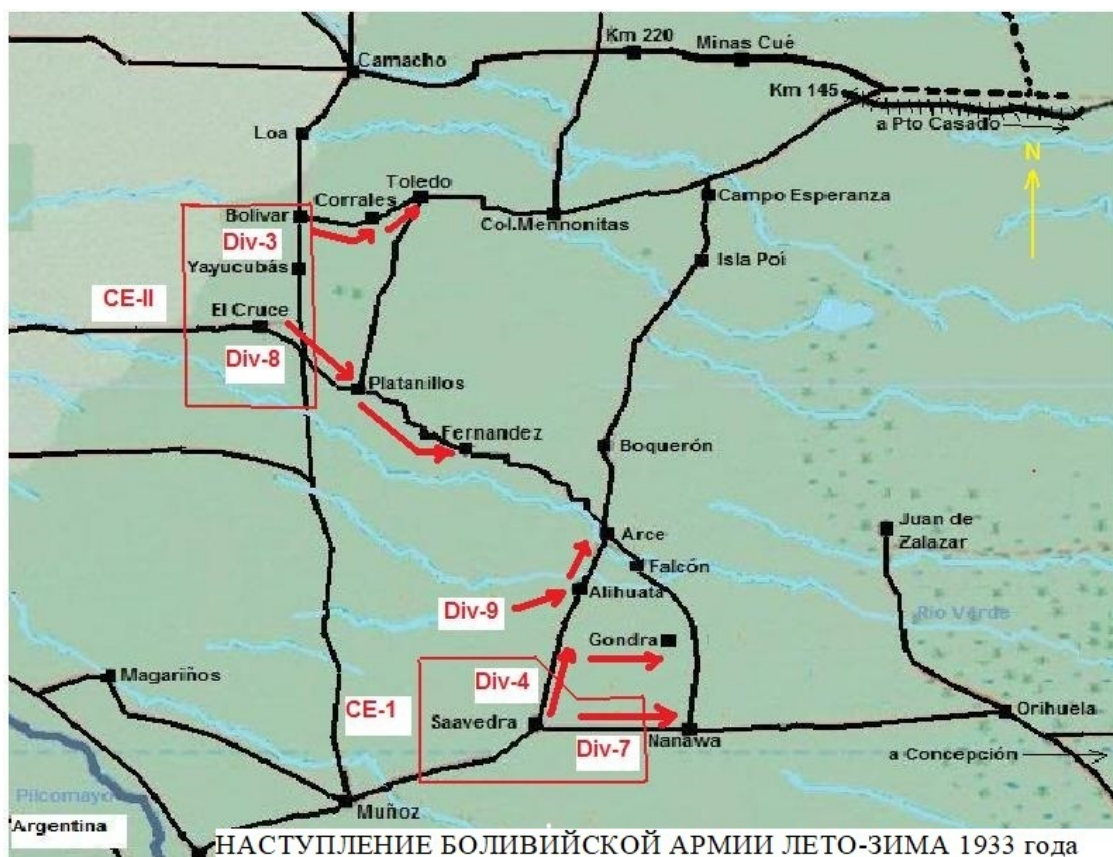 Km 220
Minas Cué
Camacho
Km 145
a Pto Casado
Loa
N
Toledo
Campo Esperanza
Corrales
Bolívar
Col.Mennonitas
Div-3
Isla Poí
Yayucubás
CE-II
El Cruce
Div-8
Platanillos
Fernandez
Boquerón
Juan de
Zalazar
Arce
Falcón
Alihuata
Div-9
Río Verde
Gondra
Magariños
Div-4
CE-1
Saavedra
Orihuela
Nanawa
Div-7
a Concepción
Pilcomayo
Muñoz
Argentina
НАСТУПЛЕНИЕ БОЛИВИЙСКОЙ АРМИИ ЛЕТО-ЗИМА 1933 года